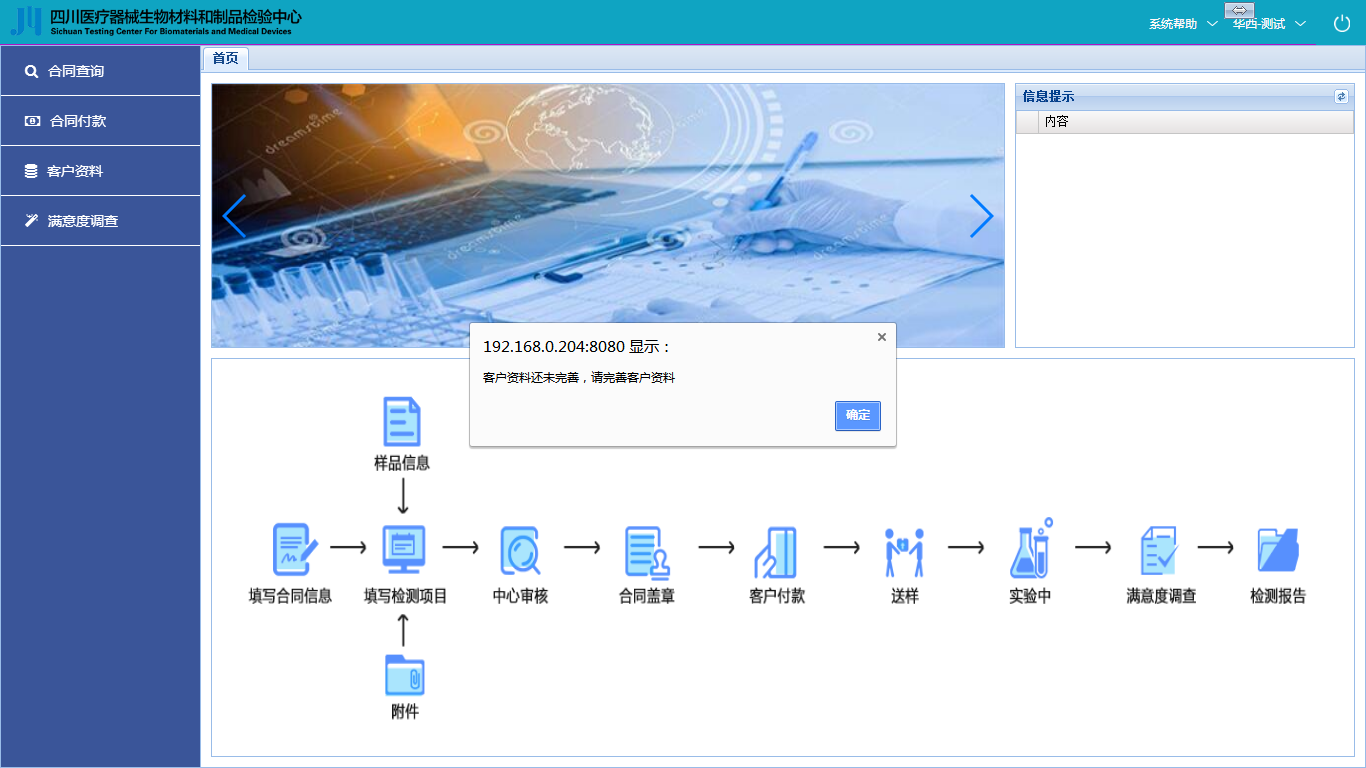 四川医疗器械生物材料和制品检验中心
Sichuan Testing Center For Biomaterials and Medical Devices
系统帮助
华西-测试
合同查询
合同付款
客户资料
满意度调查
首页
dreamstime
dreamstime
dreamstime
dreamstime
信息提示
内容
192.168.0.204:8080 显示：
客户资料还未完善，请完善客户资料
确定
样品信息
填写合同信息
填写检测项目
中心审核
合同盖章
客户付款
送样
实验中
满意度调查
检测报告
附件